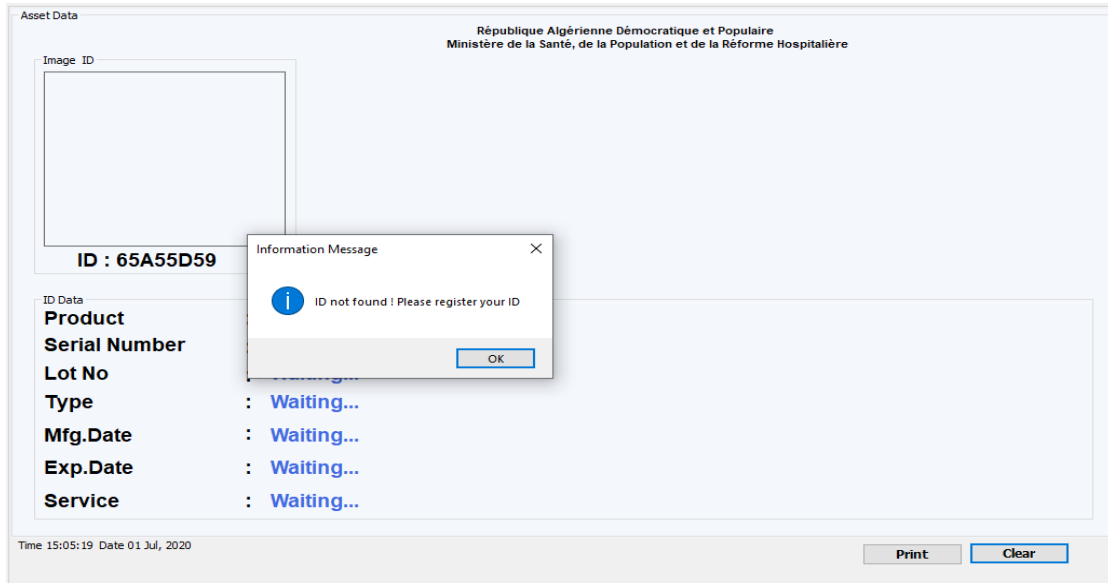 Asset Data
République Algérienne Démocratique et Populaire
Ministère de la Santé, de la Population et de la Réforme Hospitalière
Image ID
ID : 65A55D59
Information Message
ID not found ! Please register your ID
OK
ID Data
Product
Serial Number
Lot No : Waiting...
Type : Waiting...
Mfg.Date : Waiting...
Exp.Date : Waiting...
Service : Waiting...
Time 15:05:19 Date 01 Jul, 2020
Print Clear